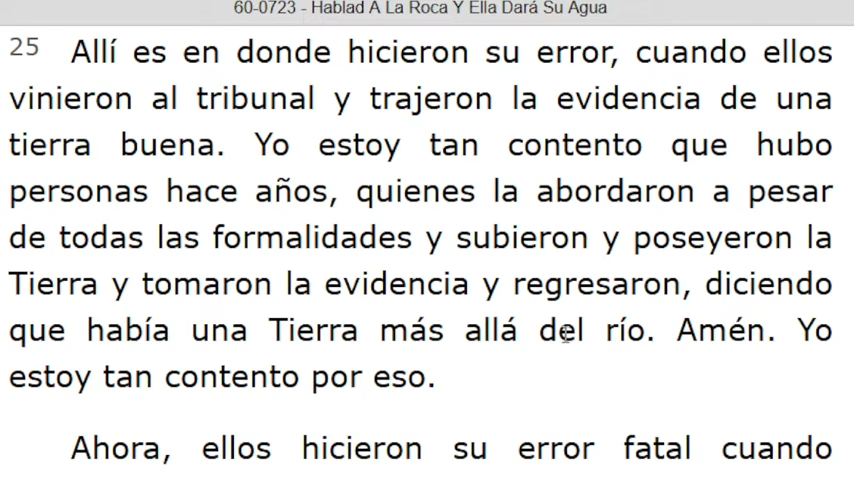 60-0723 - Hablad A La Roca Y Ella Dará Su Agua
25 Allí es en donde hicieron su error, cuando ellos
vinieron al tribunal y trajeron la evidencia de una
tierra buena. Yo estoy tan contento que hubo
personas hace años, quienes la abordaron a pesar
de todas las formalidades y subieron y poseyeron la
Tierra y tomaron la evidencia y regresaron, diciendo
que había una Tierra más allá del río. Amén. Yo
estoy tan contento por eso.
Ahora, ellos hicieron su error fatal cuando